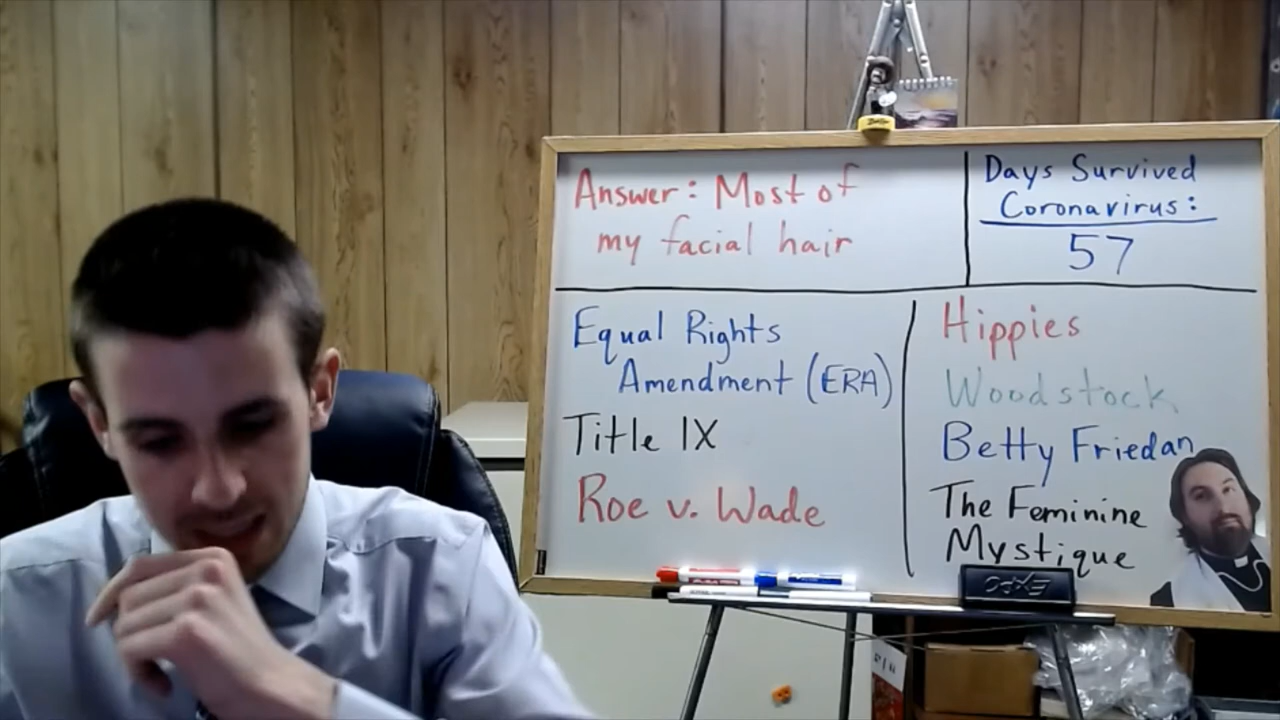 Answer: Most of
my facial hair
Days Survived
Coronavirus:
57
Equal Rights
Amendment (ERA)
Title IX
Roe v. Wade
Hippies
Woodstock
Betty Friedan
The Feminine
Mystique
EXPO